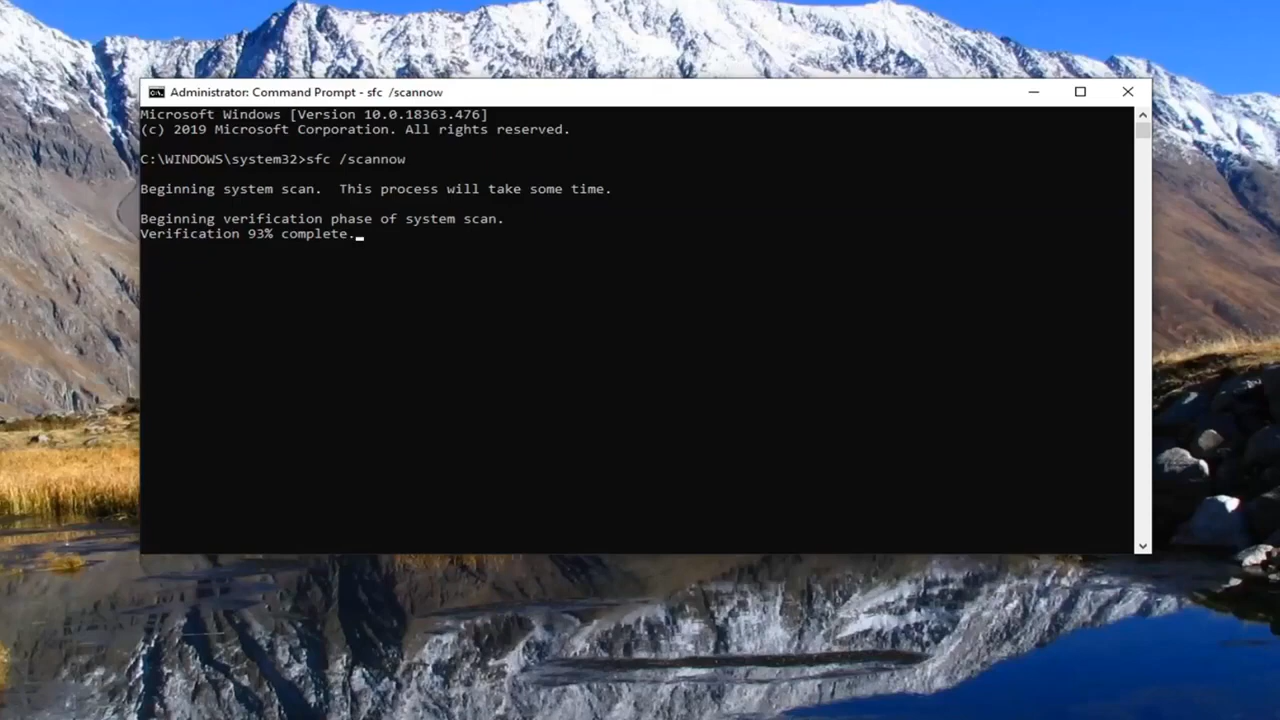 Administrator: Command Prompt - sfc  /scannow
Microsoft Windows [Version 10.0.18363.476]
(c) 2019 Microsoft Corporation. All rights reserved.
C:\WINDOWS\system32>sfc /scannow
Beginning system scan.  This process will take some time.
Beginning verification phase of system scan.
Verification 93% complete.